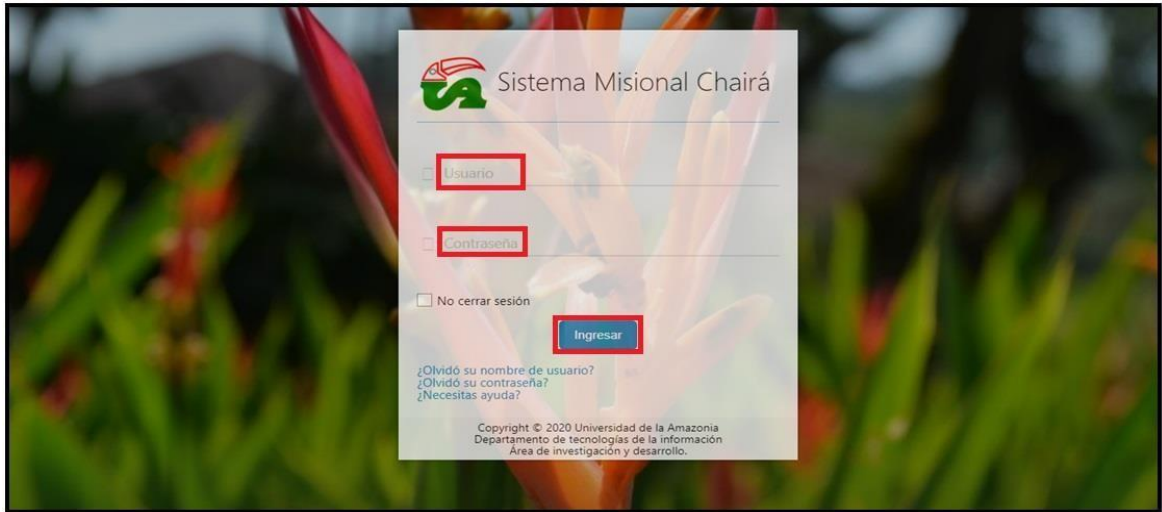 Sistema Misional Chairá
Usuario
Contraseña
No cerrar sesión
Ingresar
¿Olvidó su nombre de usuario?
¿Olvidó su contraseña?
¿Necesitas ayuda?
Copyright © 2020 Universidad de la Amazonia
Departamento de tecnologías de la información
Área de investigación y desarrollo.